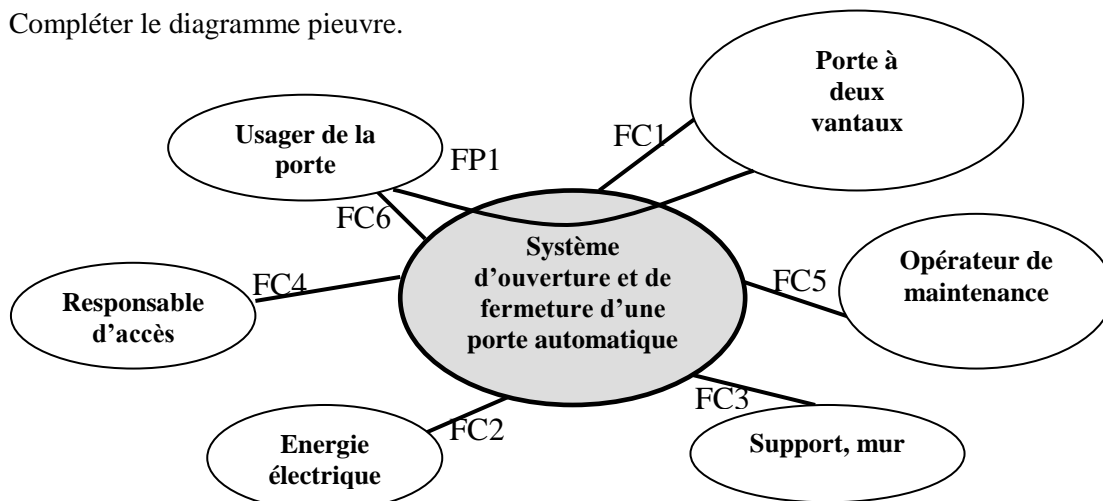 Compléter le diagramme pieuvre.
Porte à
deux
vantaux
Usager de la
porte
FP1
FC1
FC6
Système
d’ouverture et de
fermeture d’une
porte automatique
Opérateur de
maintenance
FC5
FC4
Responsable
d’accès
FC3
FC2
Support, mur
Energie
électrique